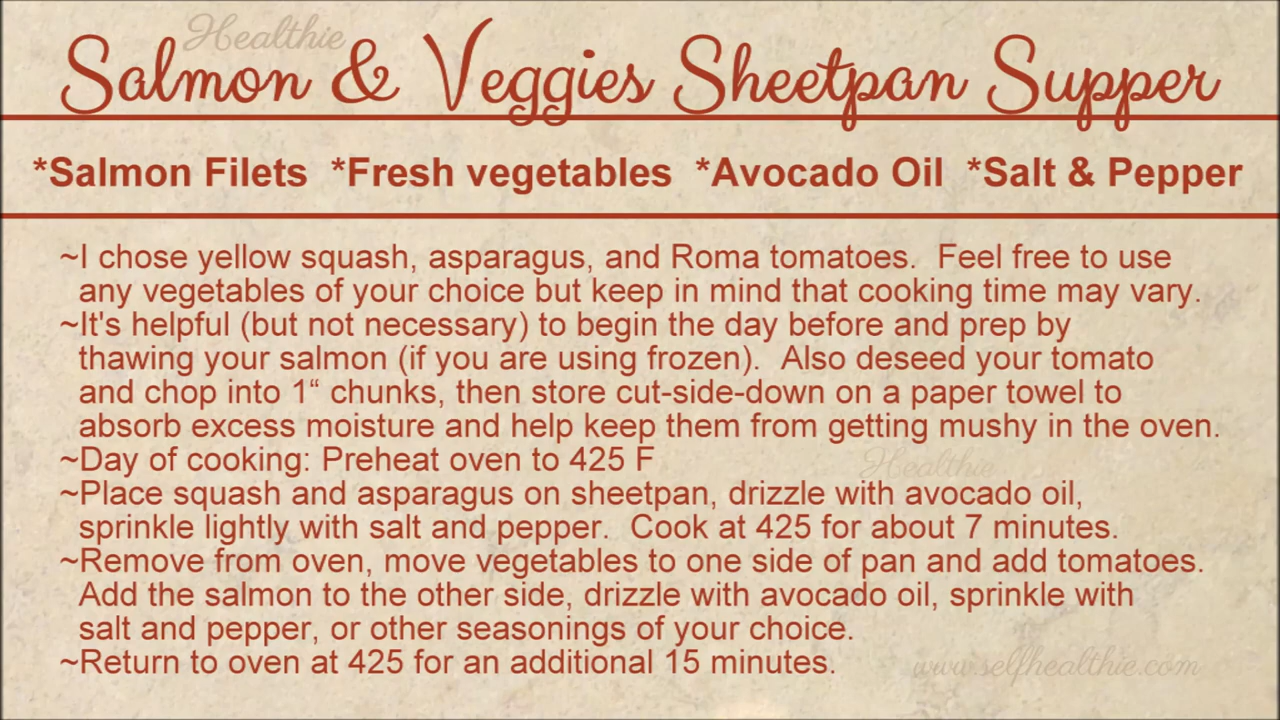 Healthie
Salmon & Veggies Sheetpan Supper
*Salmon Filets *Fresh vegetables *Avocado Oil *Salt & Pepper
~I chose yellow squash, asparagus, and Roma tomatoes. Feel free to use
any vegetables of your choice but keep in mind that cooking time may vary.
~It's helpful (but not necessary) to begin the day before and prep by
thawing your salmon (if you are using frozen). Also deseed your tomato
and chop into 1“ chunks, then store cut-side-down on a paper towel to
absorb excess moisture and help keep them from getting mushy in the oven.
~Day of cooking: Preheat oven to 425 F
Healthie
~Place squash and asparagus on sheetpan, drizzle with avocado oil,
sprinkle lightly with salt and pepper. Cook at 425 for about 7 minutes.
~Remove from oven, move vegetables to one side of pan and add tomatoes.
Add the salmon to the other side, drizzle with avocado oil, sprinkle with
salt and pepper, or other seasonings of your choice.
~Return to oven at 425 for an additional 15 minutes.
www.selfhealthie.com